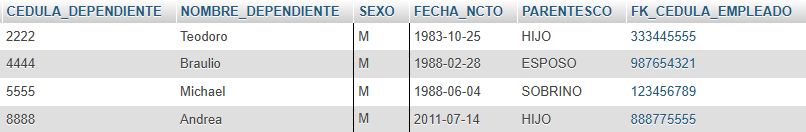 CEDULA_DEPENDIENTE NOMBRE_DEPENDIENTE SEXO FECHA_NCTO PARENTESCO FK_CEDULA_EMPLEADO
2222 Teodoro M 1983-10-25 HIJO 333445555
4444 Braulio M 1988-02-28 ESPOSO 987654321
5555 Michael M 1988-06-04 SOBRINO 123456789
8888 Andrea M 2011-07-14 HIJO 888775555